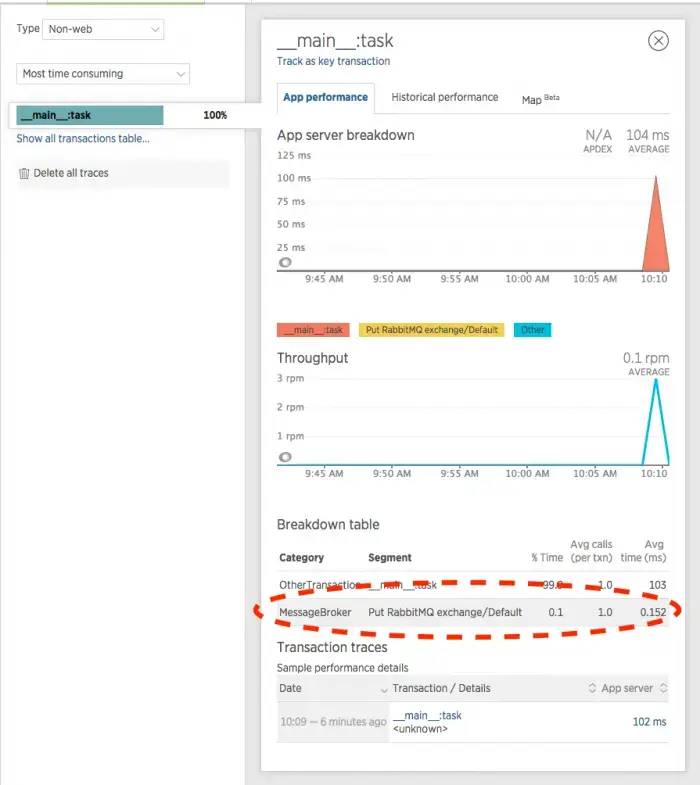 Type Non-web
Most time consuming
__main__:task 100%
Show all transactions table...
Delete all traces
__main__:task
Track as key transaction
App performance Historical performance Map Beta
App server breakdown N/A 104 ms
APDEX AVERAGE
125 ms
100 ms
75 ms
50 ms
25 ms
9:45 AM 9:50 AM 9:55 AM 10:00 AM 10:05 AM 10:10
__main__:task Put RabbitMQ exchange/Default Other
Throughput 0.1 rpm
AVERAGE
3 rpm
2 rpm
1 rpm
9:45 AM 9:50 AM 9:55 AM 10:00 AM 10:05 AM 10:10
Breakdown table
Category Segment % Time Avg calls (per txn) Avg time (ms)
OtherTransaction __main__:task 99.9 1.0 103
MessageBroker Put RabbitMQ exchange/Default 0.1 1.0 0.152
Transaction traces
Sample performance details
Date Transaction / Details App server
10:09 — 6 minutes ago __main__:task 102 ms
<unknown>